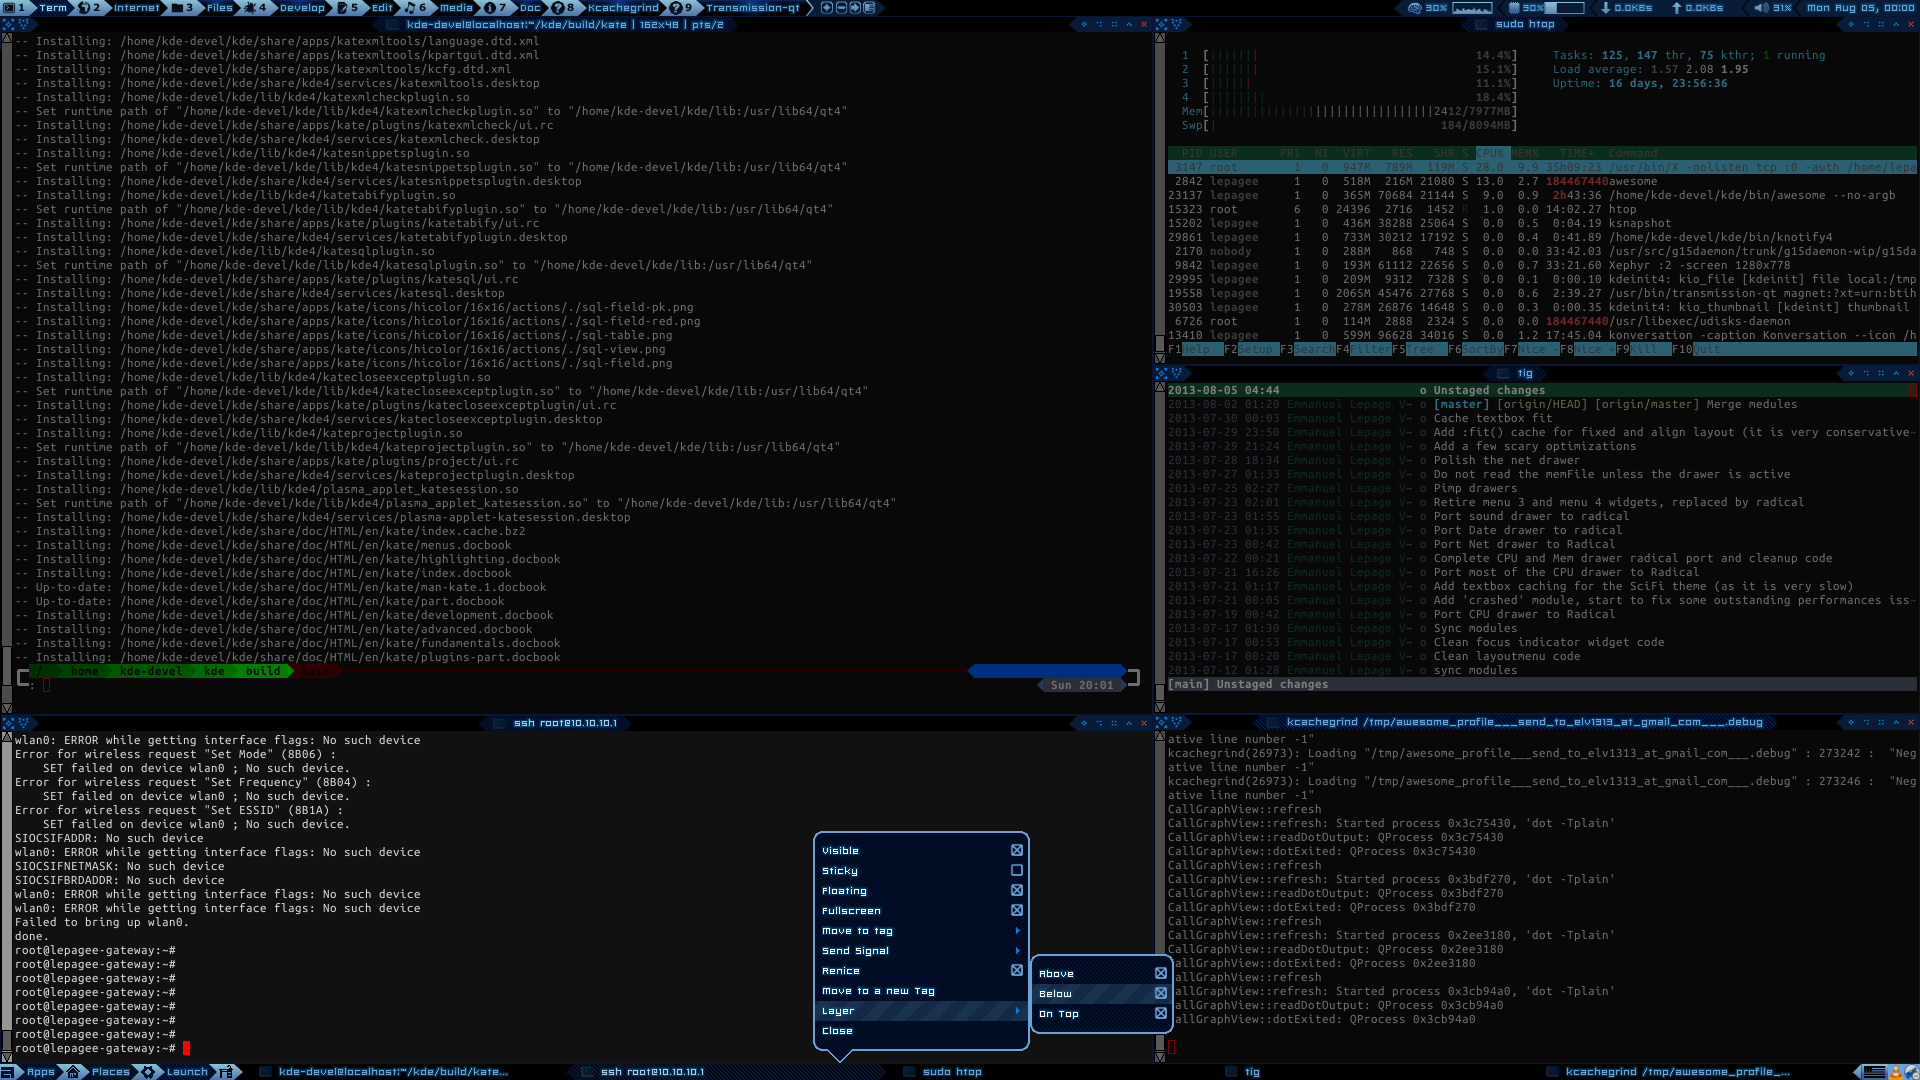 1 Term 2 Internet 3 Files 4 Develop 5 Edit 6 Media 7 Doc 8 Kcachegrind 9 Transmission-qt 30% 30% 0.0KBs 0.0KBs 31% Mon Aug 05, 00:00
kde-devel@localhost:~/kde/build/kate | 162x48 | pts/2
-- Installing: /home/kde-devel/kde/share/apps/katexmltools/language.dtd.xml
-- Installing: /home/kde-devel/kde/share/apps/katexmltools/kpartgui.dtd.xml
-- Installing: /home/kde-devel/kde/share/apps/katexmltools/kcfg.dtd.xml
-- Installing: /home/kde-devel/kde/share/kde4/services/katexmltools.desktop
-- Installing: /home/kde-devel/kde/lib/kde4/katexmlcheckplugin.so
-- Set runtime path of "/home/kde-devel/kde/lib/kde4/katexmlcheckplugin.so" to "/home/kde-devel/kde/lib:/usr/lib64/qt4"
-- Installing: /home/kde-devel/kde/share/apps/kate/plugins/katexmlcheck/ui.rc
-- Installing: /home/kde-devel/kde/share/kde4/services/katexmlcheck.desktop
-- Installing: /home/kde-devel/kde/lib/kde4/katesnippetsplugin.so
-- Set runtime path of "/home/kde-devel/kde/lib/kde4/katesnippetsplugin.so" to "/home/kde-devel/kde/lib:/usr/lib64/qt4"
-- Installing: /home/kde-devel/kde/share/kde4/services/katesnippetsplugin.desktop
-- Installing: /home/kde-devel/kde/lib/kde4/katetabifyplugin.so
-- Set runtime path of "/home/kde-devel/kde/lib/kde4/katetabifyplugin.so" to "/home/kde-devel/kde/lib:/usr/lib64/qt4"
-- Installing: /home/kde-devel/kde/share/apps/kate/plugins/katetabify/ui.rc
-- Installing: /home/kde-devel/kde/share/kde4/services/katetabifyplugin.desktop
-- Installing: /home/kde-devel/kde/lib/kde4/katesqlplugin.so
-- Set runtime path of "/home/kde-devel/kde/lib/kde4/katesqlplugin.so" to "/home/kde-devel/kde/lib:/usr/lib64/qt4"
-- Installing: /home/kde-devel/kde/share/apps/kate/plugins/katesql/ui.rc
-- Installing: /home/kde-devel/kde/share/kde4/services/katesql.desktop
-- Installing: /home/kde-devel/kde/share/apps/kate/icons/hicolor/16x16/actions/./sql-field-pk.png
-- Installing: /home/kde-devel/kde/share/apps/kate/icons/hicolor/16x16/actions/./sql-field-red.png
-- Installing: /home/kde-devel/kde/share/apps/kate/icons/hicolor/16x16/actions/./sql-table.png
-- Installing: /home/kde-devel/kde/share/apps/kate/icons/hicolor/16x16/actions/./sql-view.png
-- Installing: /home/kde-devel/kde/share/apps/kate/icons/hicolor/16x16/actions/./sql-field.png
-- Installing: /home/kde-devel/kde/lib/kde4/katecloseexceptplugin.so
-- Set runtime path of "/home/kde-devel/kde/lib/kde4/katecloseexceptplugin.so" to "/home/kde-devel/kde/lib:/usr/lib64/qt4"
-- Installing: /home/kde-devel/kde/share/apps/kate/plugins/katecloseexceptplugin/ui.rc
-- Installing: /home/kde-devel/kde/share/kde4/services/katecloseexceptplugin.desktop
-- Installing: /home/kde-devel/kde/lib/kde4/kateprojectplugin.so
-- Set runtime path of "/home/kde-devel/kde/lib/kde4/kateprojectplugin.so" to "/home/kde-devel/kde/lib:/usr/lib64/qt4"
-- Installing: /home/kde-devel/kde/share/apps/kate/plugins/project/ui.rc
-- Installing: /home/kde-devel/kde/share/kde4/services/kateprojectplugin.desktop
-- Installing: /home/kde-devel/kde/lib/kde4/plasma_applet_katesession.so
-- Set runtime path of "/home/kde-devel/kde/lib/kde4/plasma_applet_katesession.so" to "/home/kde-devel/kde/lib:/usr/lib64/qt4"
-- Installing: /home/kde-devel/kde/share/kde4/services/plasma-applet-katesession.desktop
-- Installing: /home/kde-devel/kde/share/doc/HTML/en/kate/index.cache.bz2
-- Installing: /home/kde-devel/kde/share/doc/HTML/en/kate/menus.docbook
-- Installing: /home/kde-devel/kde/share/doc/HTML/en/kate/highlighting.docbook
-- Installing: /home/kde-devel/kde/share/doc/HTML/en/kate/index.docbook
-- Up-to-date: /home/kde-devel/kde/share/doc/HTML/en/kate/man-kate.1.docbook
-- Up-to-date: /home/kde-devel/kde/share/doc/HTML/en/kate/part.docbook
-- Installing: /home/kde-devel/kde/share/doc/HTML/en/kate/development.docbook
-- Installing: /home/kde-devel/kde/share/doc/HTML/en/kate/advanced.docbook
-- Installing: /home/kde-devel/kde/share/doc/HTML/en/kate/fundamentals.docbook
-- Installing: /home/kde-devel/kde/share/doc/HTML/en/kate/plugins-part.docbook
/ home kde-devel kde build kate
: Sun 20:01
sudo htop
1 [ 14.4%] Tasks: 125, 147 thr, 75 kthr; 1 running
2 [ 15.1%] Load average: 1.57 2.08 1.95
3 [ 11.1%] Uptime: 16 days, 23:56:36
4 [ 18.4%]
Mem[ 2412/7977MB]
Swp[ 184/8094MB]
PID USER PRI NI VIRT RES SHR S CPU% MEM% TIME+ Command
3147 root 1 0 947M 789M 119M S 28.0 9.9 35h09:23 /usr/bin/X -nolisten tcp :0 -auth /home/lepa
2842 lepagee 1 0 518M 216M 21080 S 13.0 2.7 184467440awesome
23137 lepagee 1 0 365M 70684 21144 S 9.0 0.9 2h43:36 /home/kde-devel/kde/bin/awesome --no-argb
15323 root 6 0 24396 2716 1452 R 1.0 0.0 14:02.27 htop
15202 lepagee 1 0 436M 38288 25064 S 0.0 0.5 0:04.19 ksnapshot
29861 lepagee 1 0 733M 30212 17192 S 0.0 0.4 0:41.89 /home/kde-devel/kde/bin/knotify4
2170 nobody 1 0 288M 868 748 S 0.0 0.0 33:42.03 /usr/src/g15daemon/trunk/g15daemon-wip/g15da
9842 lepagee 1 0 193M 61112 22656 S 0.0 0.7 33:21.60 Xephyr :2 -screen 1280x778
29995 lepagee 1 0 209M 9312 7328 S 0.0 0.1 0:00.10 kdeinit4: kio_file [kdeinit] file local:/tmp
19558 lepagee 1 0 2065M 45476 27768 S 0.0 0.6 2:39.27 /usr/bin/transmission-qt magnet:?xt=urn:btih
30503 lepagee 1 0 278M 26876 14648 S 0.0 0.3 0:00.35 kdeinit4: kio_thumbnail [kdeinit] thumbnail
6726 root 1 0 114M 2888 2324 S 0.0 0.0 184467440/usr/libexec/udisks-daemon
13410 lepagee 1 0 599M 96628 34016 S 0.0 1.2 17:45.04 konversation -caption Konversation --icon /h
F1Help F2Setup F3SearchF4FilterF5Tree F6SortByF7Nice -F8Nice +F9Kill F10Quit
tig
2013-08-05 04:44 o Unstaged changes
2013-08-02 01:20 Emmanuel Lepage V~ o [master] [origin/HEAD] [origin/master] Merge modules
2013-07-30 00:03 Emmanuel Lepage V~ o Cache textbox fit
2013-07-29 23:50 Emmanuel Lepage V~ o Add :fit() cache for fixed and align layout (it is very conservative~
2013-07-29 21:24 Emmanuel Lepage V~ o Add a few scary optimizations
2013-07-28 18:34 Emmanuel Lepage V~ o Polish the net drawer
2013-07-27 01:33 Emmanuel Lepage V~ o Do not read the memFile unless the drawer is active
2013-07-25 02:27 Emmanuel Lepage V~ o Pimp drawers
2013-07-23 02:01 Emmanuel Lepage V~ o Retire menu 3 and menu 4 widgets, replaced by radical
2013-07-23 01:55 Emmanuel Lepage V~ o Port sound drawer to radical
2013-07-23 01:35 Emmanuel Lepage V~ o Port Date drawer to radical
2013-07-23 00:42 Emmanuel Lepage V~ o Port Net drawer to Radical
2013-07-22 00:21 Emmanuel Lepage V~ o Complete CPU and Mem drawer radical port and cleanup code
2013-07-21 16:26 Emmanuel Lepage V~ o Port most of the CPU drawer to Radical
2013-07-21 01:17 Emmanuel Lepage V~ o Add textbox caching for the SciFi theme (as it is very slow)
2013-07-21 00:05 Emmanuel Lepage V~ o Add 'crashed' module, start to fix some outstanding performances iss~
2013-07-19 00:42 Emmanuel Lepage V~ o Port CPU drawer to Radical
2013-07-17 01:30 Emmanuel Lepage V~ o Sync modules
2013-07-17 00:53 Emmanuel Lepage V~ o Clean focus indicator widget code
2013-07-17 00:20 Emmanuel Lepage V~ o Clean layoutmenu code
2013-07-12 01:28 Emmanuel Lepage V~ o sync modules
[main] Unstaged changes
ssh root@10.10.10.1
wlan0: ERROR while getting interface flags: No such device
Error for wireless request "Set Mode" (8B06) :
SET failed on device wlan0 ; No such device.
Error for wireless request "Set Frequency" (8B04) :
SET failed on device wlan0 ; No such device.
Error for wireless request "Set ESSID" (8B1A) :
SET failed on device wlan0 ; No such device.
SIOCSIFADDR: No such device
wlan0: ERROR while getting interface flags: No such device
SIOCSIFNETMASK: No such device
SIOCSIFBRDADDR: No such device
wlan0: ERROR while getting interface flags: No such device
wlan0: ERROR while getting interface flags: No such device
Failed to bring up wlan0.
done.
root@lepagee-gateway:~#
root@lepagee-gateway:~#
root@lepagee-gateway:~#
root@lepagee-gateway:~#
root@lepagee-gateway:~#
root@lepagee-gateway:~#
root@lepagee-gateway:~#
root@lepagee-gateway:~#
Visible
Sticky
Floating
Fullscreen
Move to tag
Send Signal
Renice
Move to a new Tag
Layer
Close
Above
Below
On Top
kcachegrind /tmp/awesome_profile___send_to_elv1313_at_gmail_com___.debug
ative line number -1"
kcachegrind(26973): Loading "/tmp/awesome_profile___send_to_elv1313_at_gmail_com___.debug" : 273242 : "Neg
ative line number -1"
kcachegrind(26973): Loading "/tmp/awesome_profile___send_to_elv1313_at_gmail_com___.debug" : 273246 : "Neg
ative line number -1"
CallGraphView::refresh
CallGraphView::refresh: Started process 0x3c75430, 'dot -Tplain'
CallGraphView::readDotOutput: QProcess 0x3c75430
CallGraphView::dotExited: QProcess 0x3c75430
CallGraphView::refresh
CallGraphView::refresh: Started process 0x3bdf270, 'dot -Tplain'
CallGraphView::readDotOutput: QProcess 0x3bdf270
CallGraphView::dotExited: QProcess 0x3bdf270
CallGraphView::refresh
CallGraphView::refresh: Started process 0x2ee3180, 'dot -Tplain'
CallGraphView::readDotOutput: QProcess 0x2ee3180
CallGraphView::dotExited: QProcess 0x2ee3180
allGraphView::refresh
allGraphView::refresh: Started process 0x3cb94a0, 'dot -Tplain'
allGraphView::readDotOutput: QProcess 0x3cb94a0
CallGraphView::dotExited: QProcess 0x3cb94a0
Apps Places Launch kde-devel@localhost:~/kde/build/kate... ssh root@10.10.10.1 sudo htop tig kcachegrind /tmp/awesome_profile_...